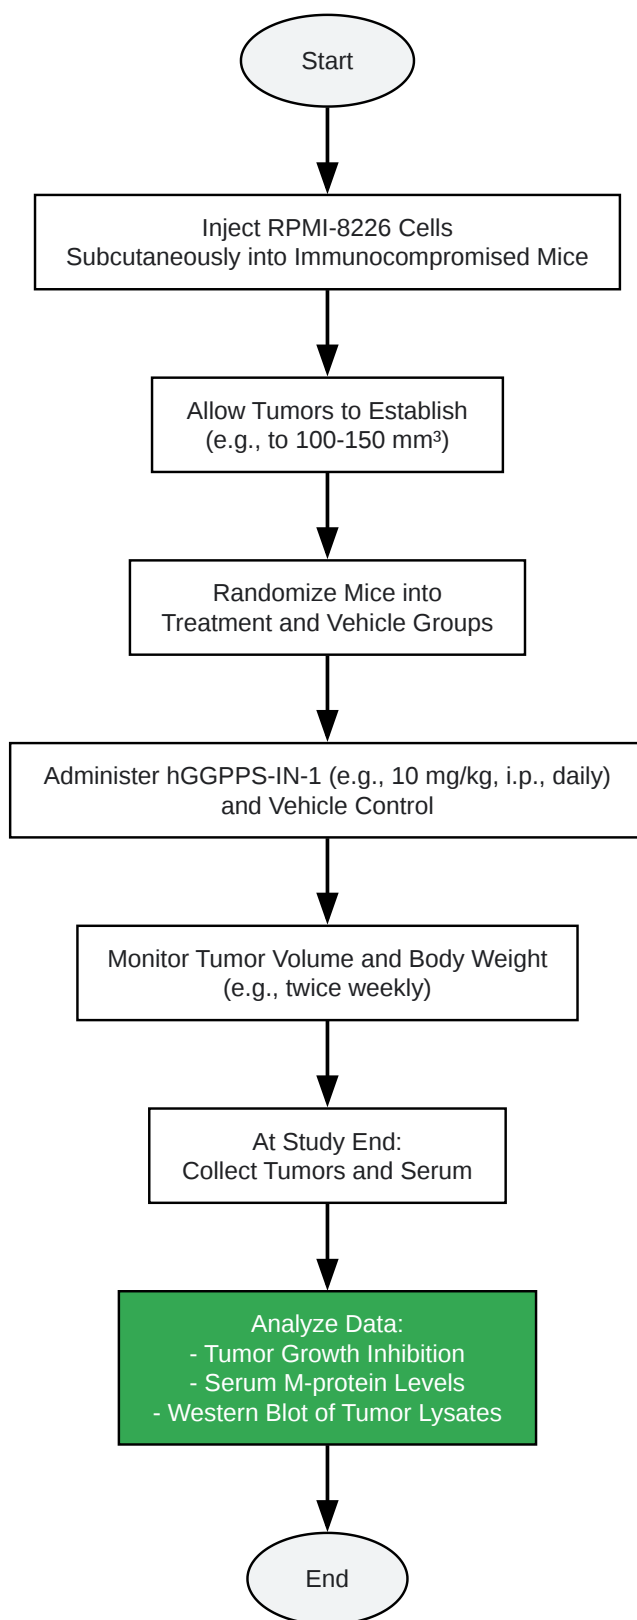 Start
Inject RPMI-8226 Cells
Subcutaneously into Immunocompromised Mice
Allow Tumors to Establish
(e.g., to 100-150 mm³)
Randomize Mice into
Treatment and Vehicle Groups
Administer hGGPPS-IN-1 (e.g., 10 mg/kg, i.p., daily)
and Vehicle Control
Monitor Tumor Volume and Body Weight
(e.g., twice weekly)
At Study End:
Collect Tumors and Serum
Analyze Data:
- Tumor Growth Inhibition
- Serum M-protein Levels
- Western Blot of Tumor Lysates
End